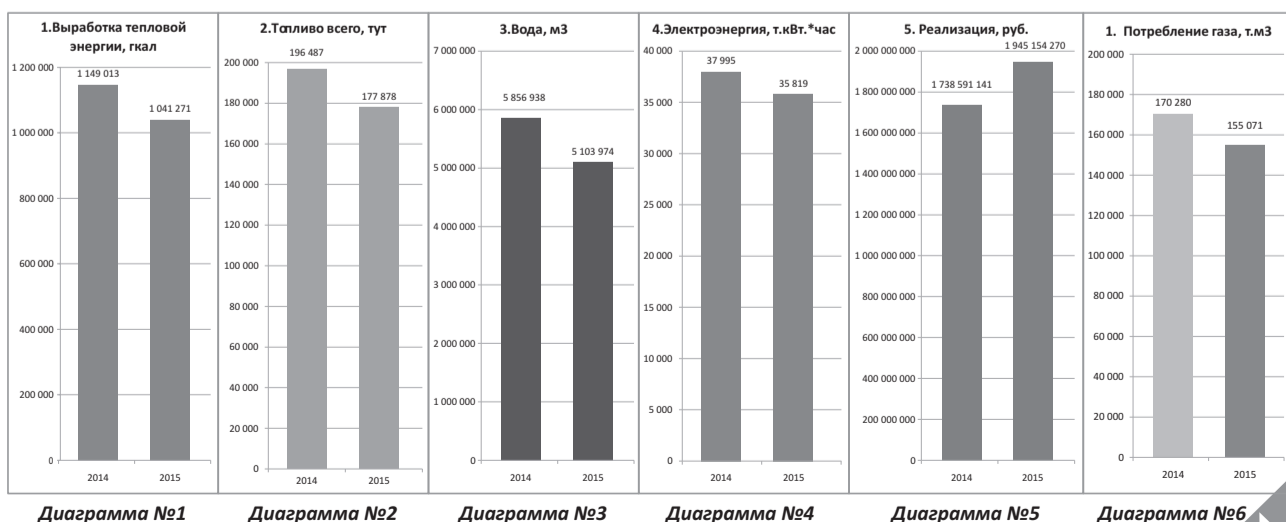 1.Выработка тепловой
энергии, гкал
1 200 000
1 000 000
800 000
600 000
400 000
200 000
0
1 149 013
1 041 271
2014
2015
Диаграмма №1
2.Топливо всего, тут
200 000
180 000
160 000
140 000
120 000
100 000
80 000
60 000
40 000
20 000
0
196 487
177 878
2014
2015
Диаграмма №2
3.Вода, м3
7 000 000
6 000 000
5 000 000
4 000 000
3 000 000
2 000 000
1 000 000
0
5 856 938
5 103 974
2014
2015
Диаграмма №3
4.Электроэнергия, т.кВт.*час
40 000
35 000
30 000
25 000
20 000
15 000
10 000
5 000
0
37 995
35 819
2014
2015
Диаграмма №4
5. Реализация, руб.
2 000 000 000
1 800 000 000
1 600 000 000
1 400 000 000
1 200 000 000
1 000 000 000
800 000 000
600 000 000
400 000 000
200 000 000
0
1 738 591 141
1 945 154 270
2014
2015
Диаграмма №5
1. Потребление газа, т.м3
200 000
180 000
160 000
140 000
120 000
100 000
80 000
60 000
40 000
20 000
0
170 280
155 071
2014
2015
Диаграмма №6